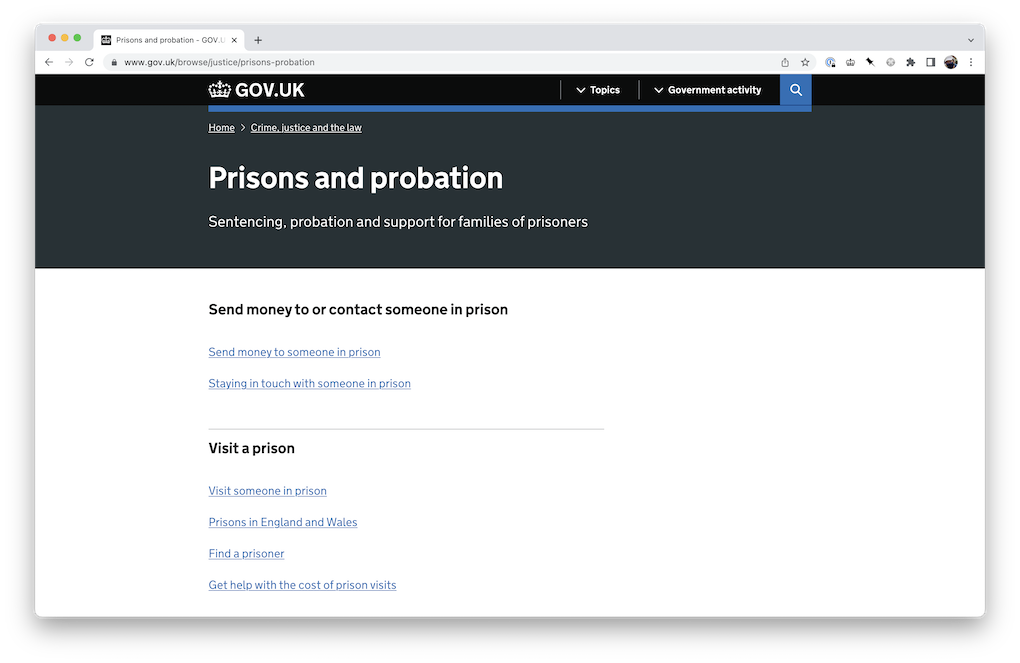 Prisons and probation - GOV.U
www.gov.uk/browse/justice/prisons-probation
GOV.UK
Topics
Government activity
Home
Crime, justice and the law
Prisons and probation
Sentencing, probation and support for families of prisoners
Send money to or contact someone in prison
Send money to someone in prison
Staying in touch with someone in prison
Visit a prison
Visit someone in prison
Prisons in England and Wales
Find a prisoner
Get help with the cost of prison visits